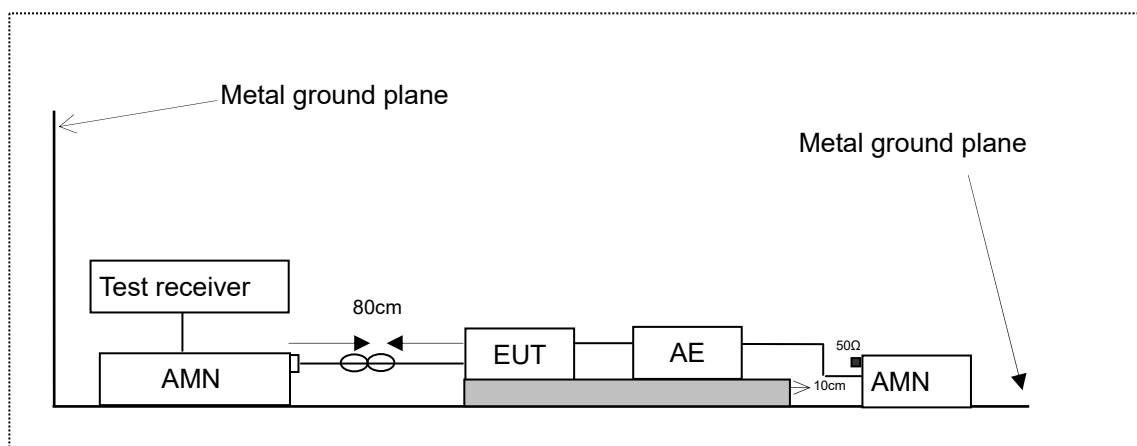 Metal ground plane
Metal ground plane
Test receiver
80cm
AMN
EUT
AE
50Ω
10cm
AMN